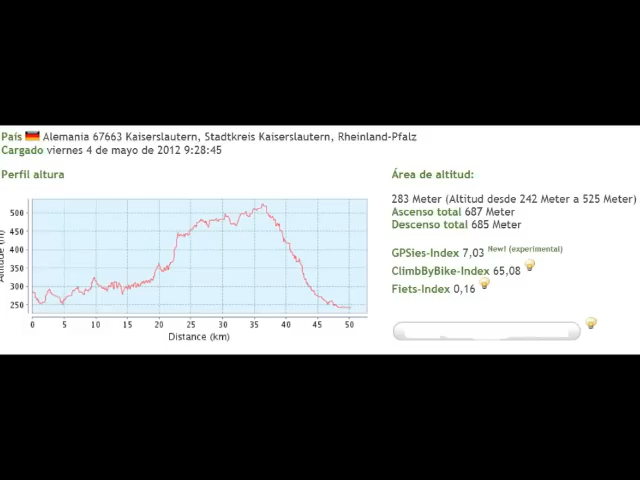 País Alemania 67663 Kaiserslautern, Stadtkreis Kaiserslautern, Rheinland-Pfalz
Cargado viernes 4 de mayo de 2012 9:28:45
Perfil altura
500
450
400
350
300
250
0 5 10 15 20 25 30 35 40 45 50
Distance (km)
Altitude (m)
Área de altitud:
283 Meter (Altitud desde 242 Meter a 525 Meter)
Ascenso total 687 Meter
Descenso total 685 Meter
GPSies-Index 7,03 New! (experimental)
ClimbByBike-Index 65,08
Fiets-Index 0,16